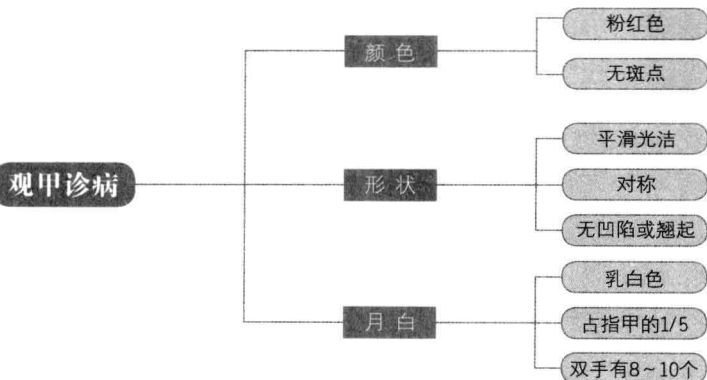 观甲诊病
颜色
粉红色
无斑点
形状
平滑光洁
对称
无凹陷或翘起
月白
乳白色
占指甲的1/5
双手有8~10个